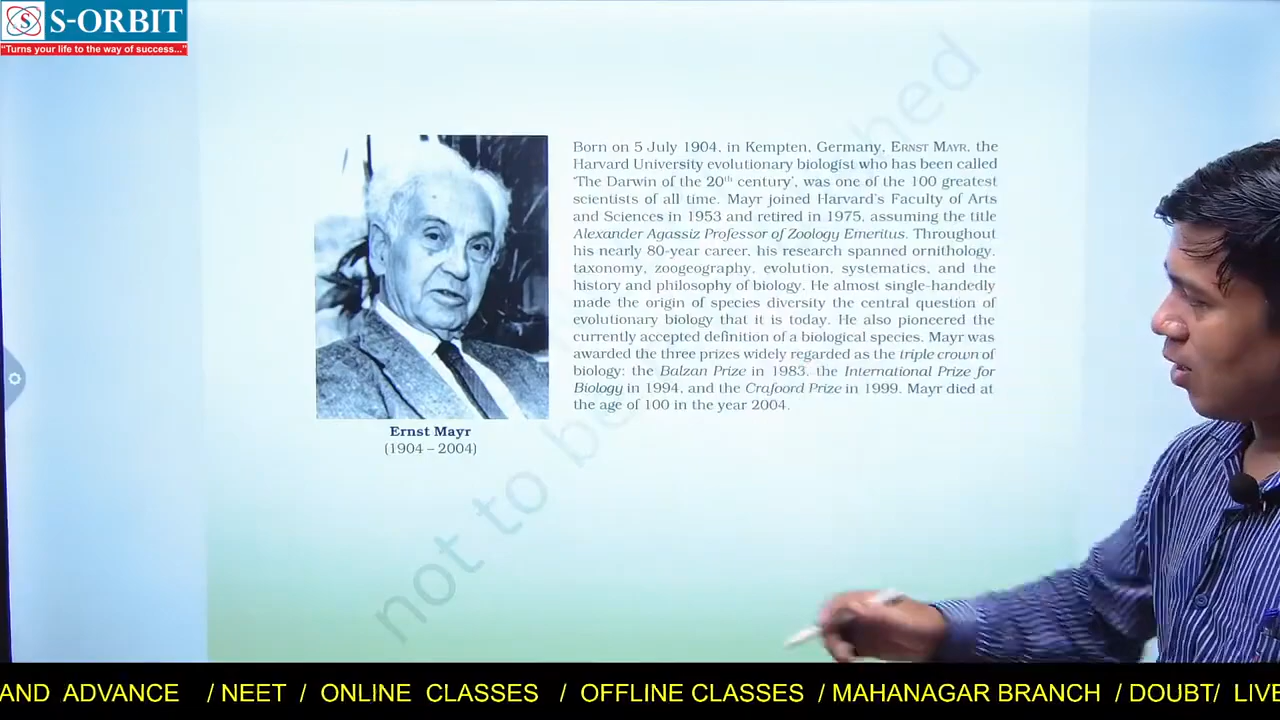 S-ORBIT
"Turns your life to the way of success..."
Born on 5 July 1904, in Kempten, Germany, ERNST MAYR, the
Harvard University evolutionary biologist who has been called
'The Darwin of the 20th century', was one of the 100 greatest
scientists of all time. Mayr joined Harvard's Faculty of Arts
and Sciences in 1953 and retired in 1975, assuming the title
Alexander Agassiz Professor of Zoology Emeritus. Throughout
his nearly 80-year career, his research spanned ornithology,
taxonomy, zoogeography, evolution, systematics, and the
history and philosophy of biology. He almost single-handedly
made the origin of species diversity the central question of
evolutionary biology that it is today. He also pioneered the
currently accepted definition of a biological species. Mayr was
awarded the three prizes widely regarded as the triple crown of
biology: the Balzan Prize in 1983, the International Prize for
Biology in 1994, and the Crafoord Prize in 1999. Mayr died at
the age of 100 in the year 2004.
Ernst Mayr
(1904 – 2004)
not to be
AND ADVANCE / NEET / ONLINE CLASSES / OFFLINE CLASSES / MAHANAGAR BRANCH / DOUBT/ LIVE